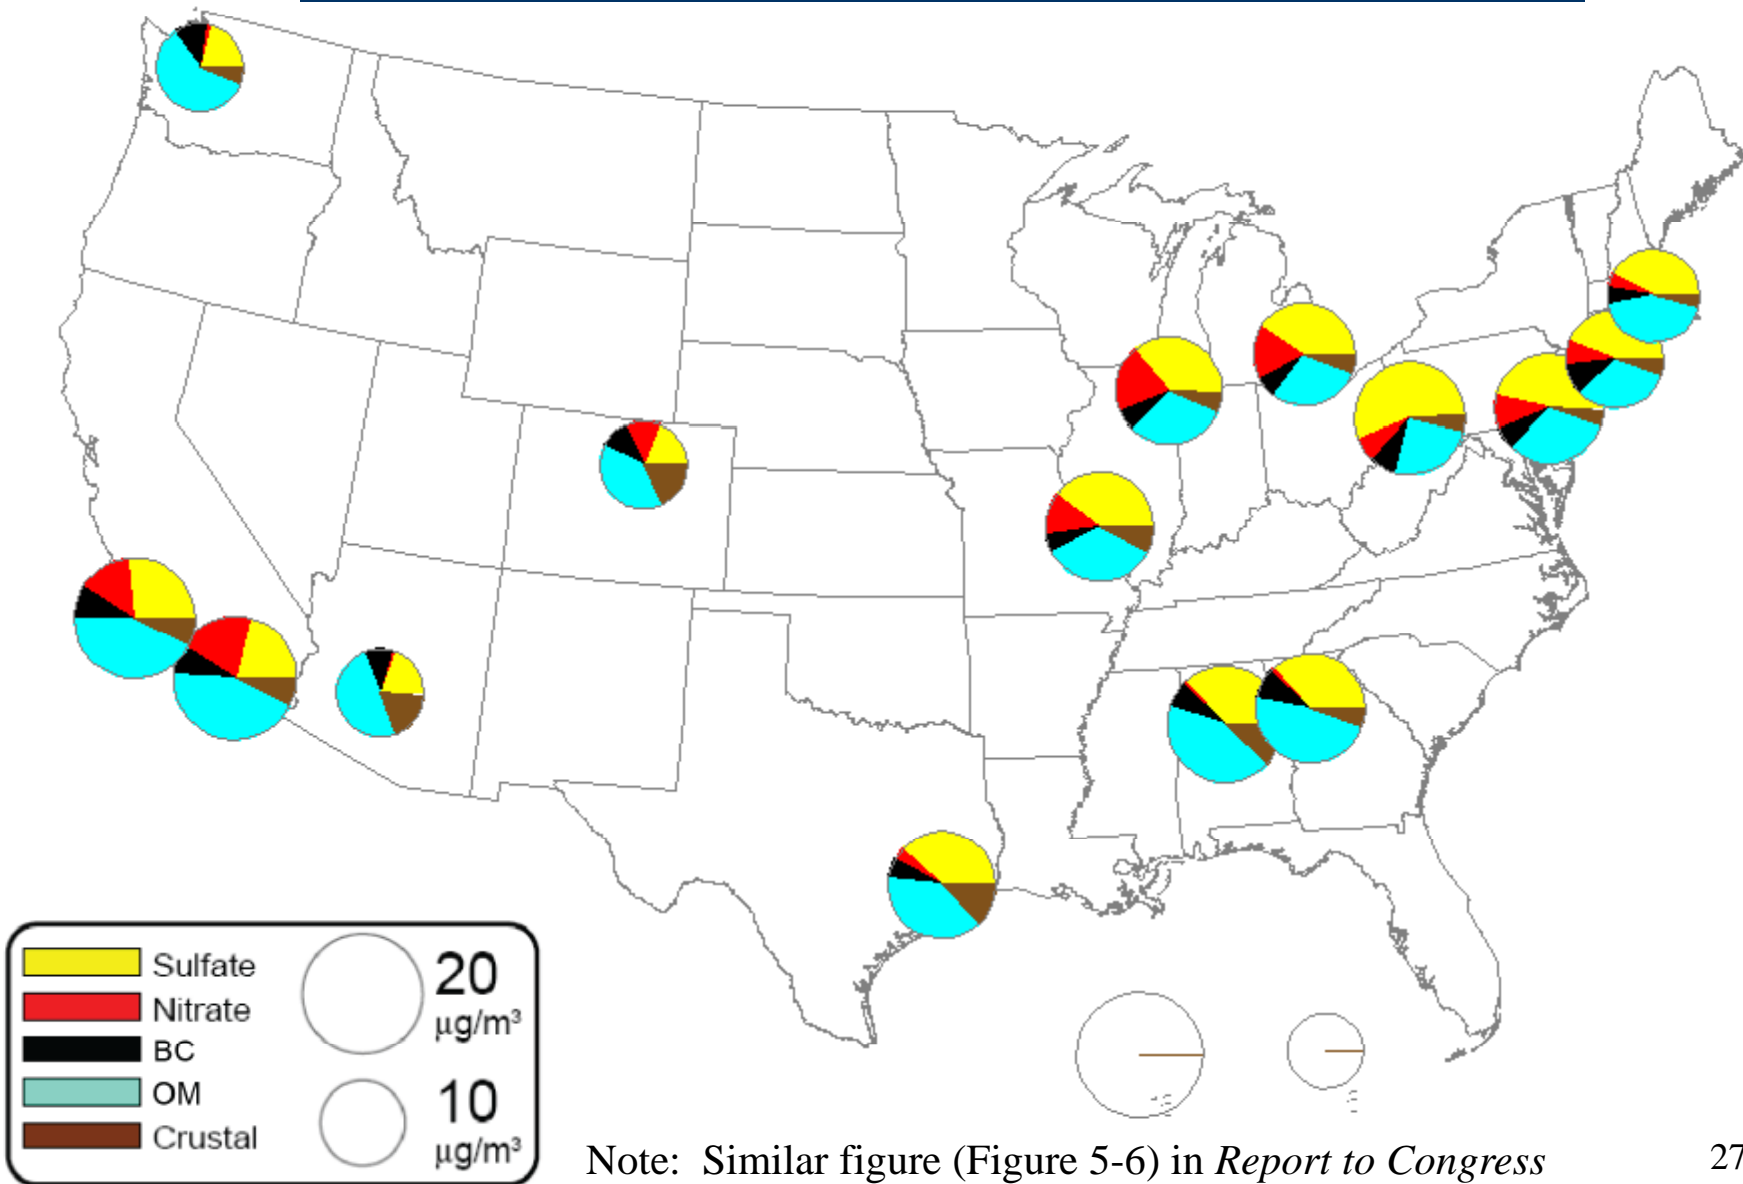 Sulfate
Nitrate
BC
OM
Crustal
20
µg/m³
10
µg/m³
Note: Similar figure (Figure 5-6) in Report to Congress
27